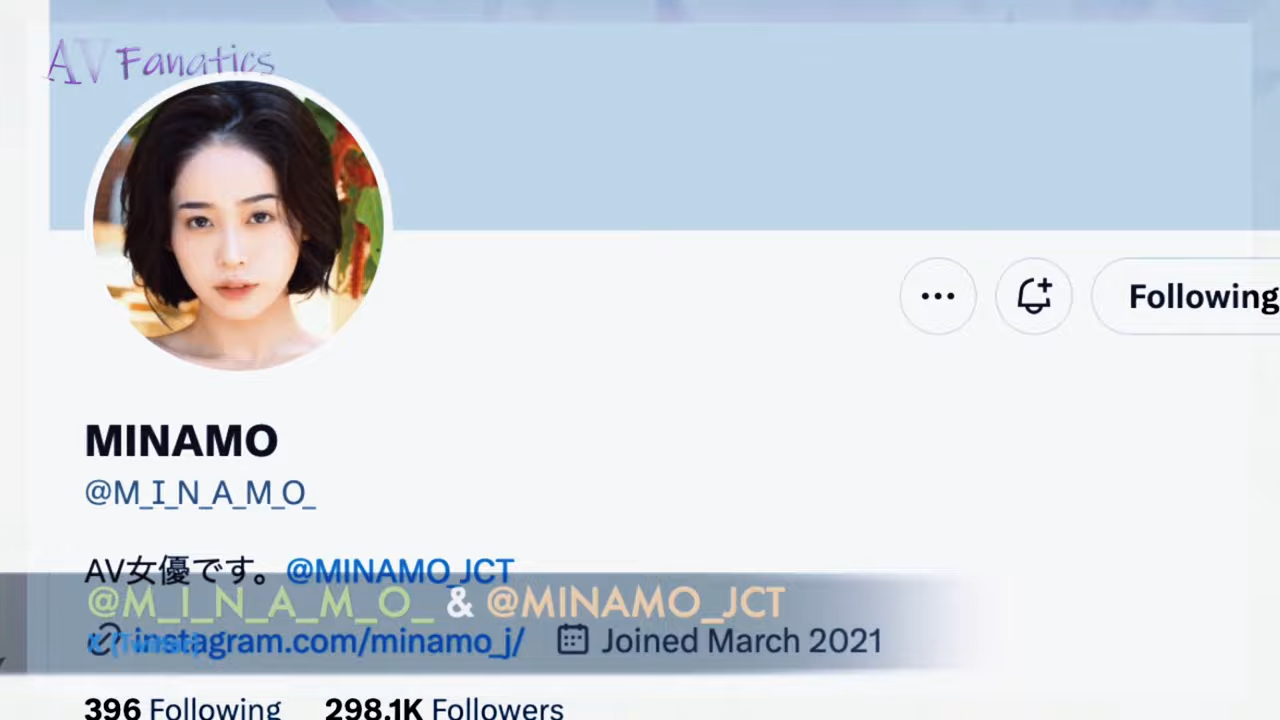 AV Fanatics
Following
MINAMO
@M_I_N_A_M_O_
AV女優です。@MINAMO_JCT
@M_I_N_A_M_O_ & @MINAMO_JCT
instagram.com/minamo_j/ Joined March 2021
396 Following 298.1K Followers